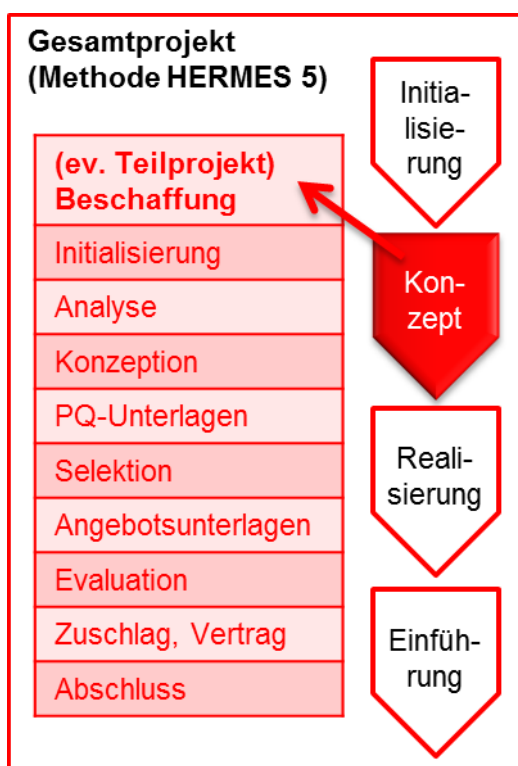 Gesamtprojekt
(Methode HERMES 5)
(ev. Teilprojekt)
Beschaffung
Initialisierung
Analyse
Konzeption
PQ-Unterlagen
Selektion
Angebotsunterlagen
Evaluation
Zuschlag, Vertrag
Abschluss
Initia-
lisie-
rung
Kon-
zept
Reali-
sierung
Einfüh-
rung